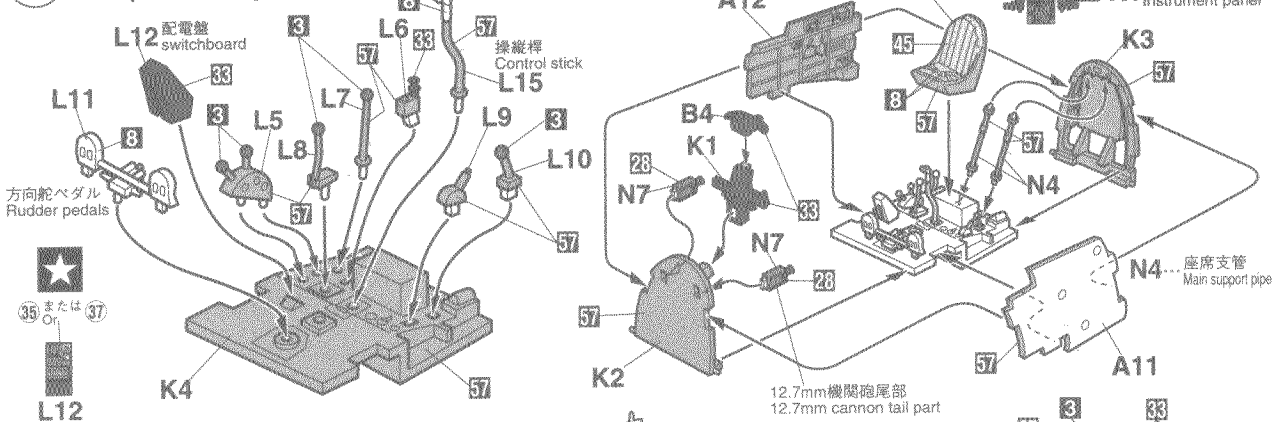 L12 配電盤
switchboard
33
L11
8
方向舵ペダル
Rudder pedals
35 または 37
Or
L12
3
L5
L8
57
3
L7
57
L6
33
8
57
操縦桿
Control stick
L15
L9
3
L10
57
K4
57
A12
45
8
57
K3
57
57
N4
B4
K1
28
N7
33
N7
28
57
K2
12.7mm機関砲尾部
12.7mm cannon tail part
N4 座席支管
Main support pipe
A11
57
3
33